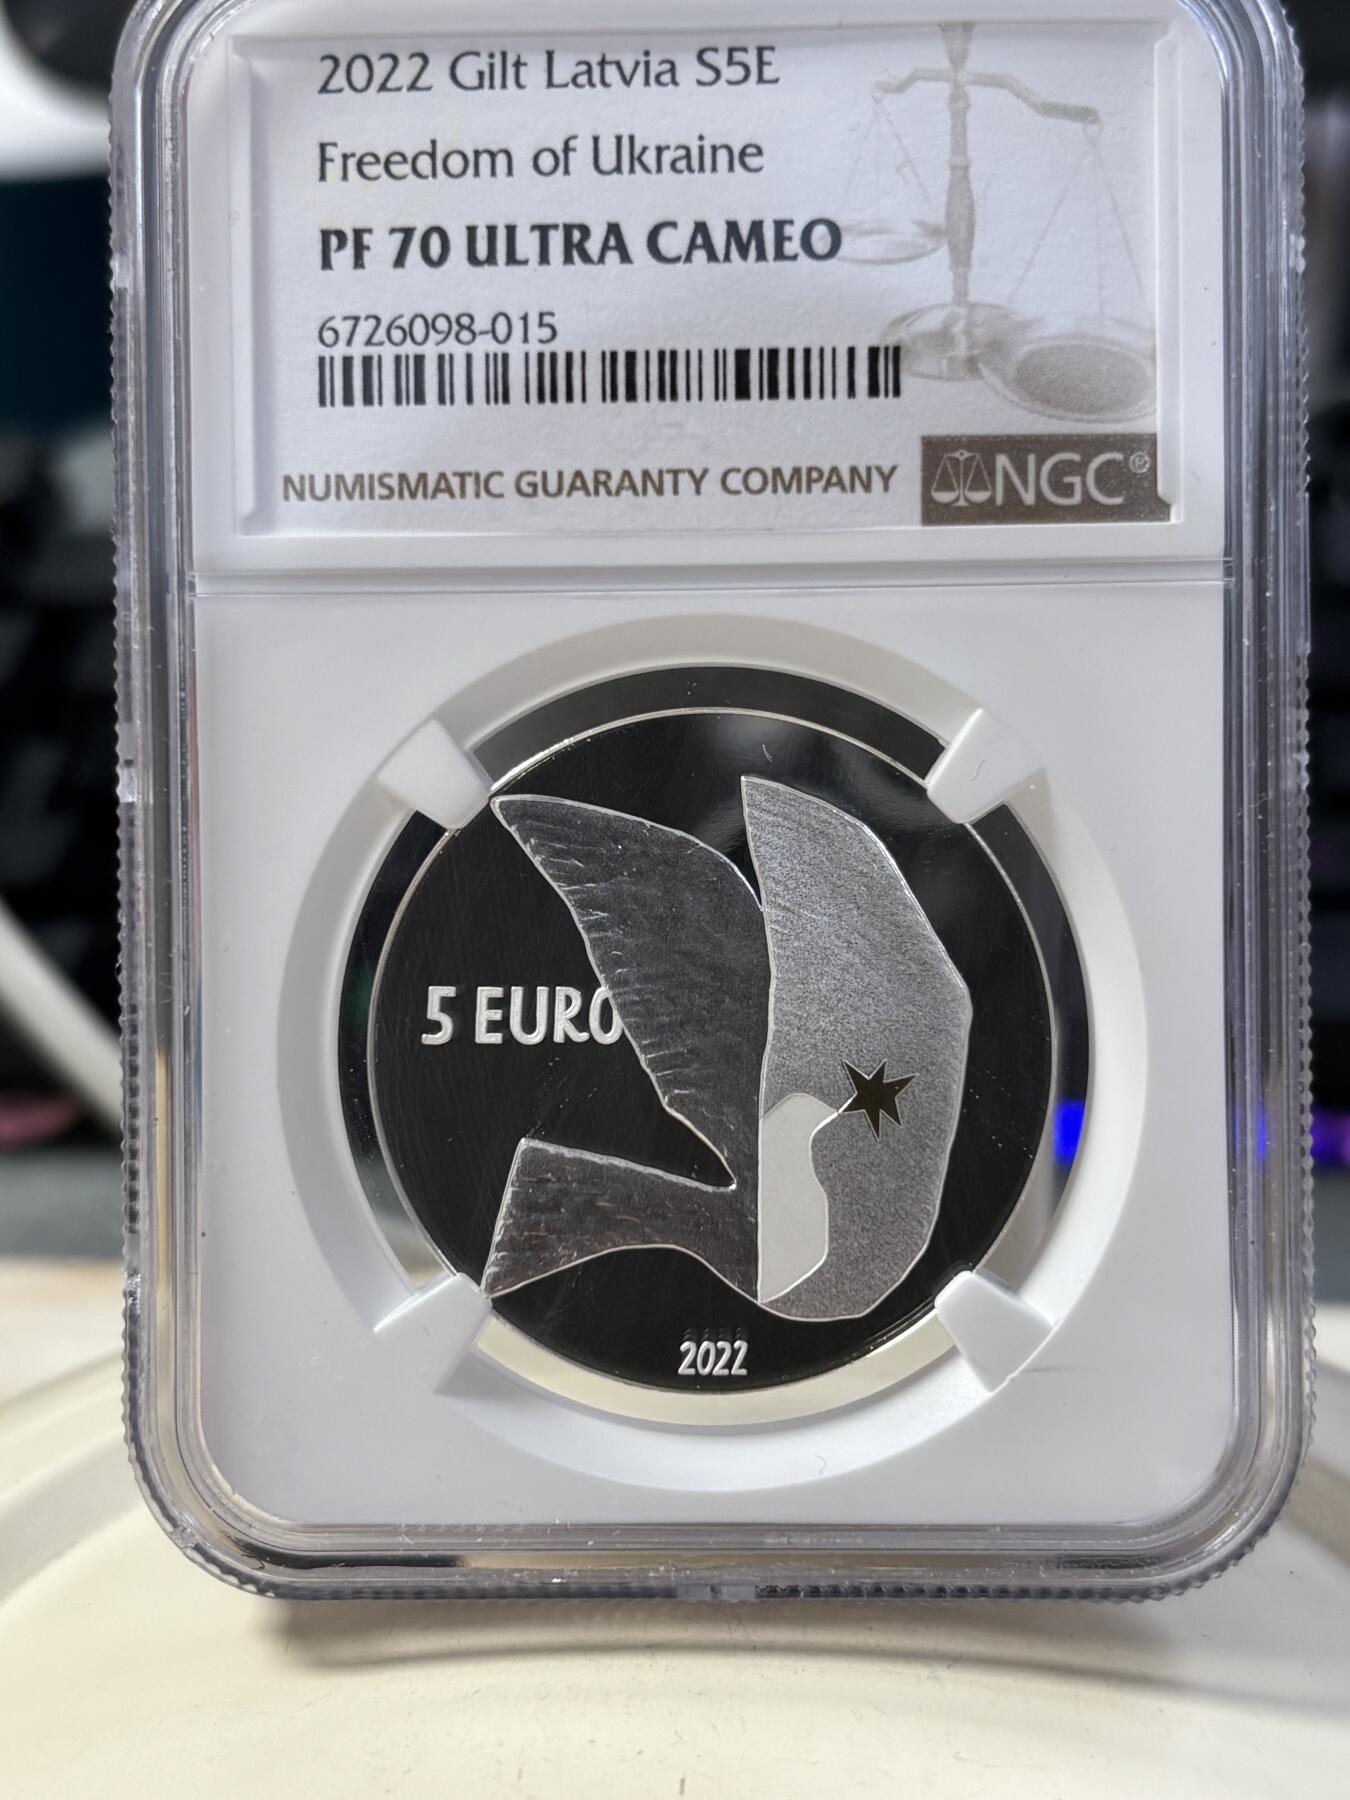 2022 Gilt Latvia S5E
Freedom of Ukraine
PF 70 ULTRA CAMEO
6726098-015
NUMISMATIC GUARANTY COMPANY
NGC®
5 EURO
2022